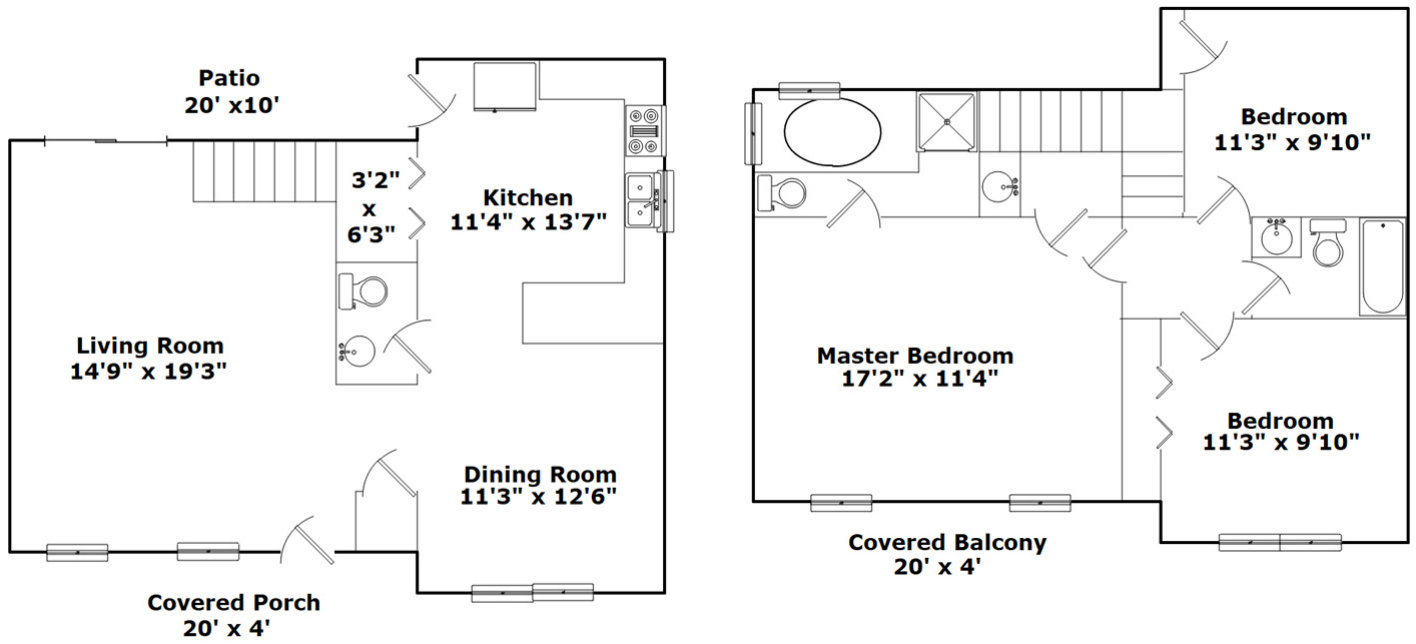 Patio
20' x10'
3'2"
x
6'3"
Kitchen
11'4" x 13'7"
Living Room
14'9" x 19'3"
Dining Room
11'3" x 12'6"
Covered Porch
20' x 4'
Bedroom
11'3" x 9'10"
Master Bedroom
17'2" x 11'4"
Bedroom
11'3" x 9'10"
Covered Balcony
20' x 4'